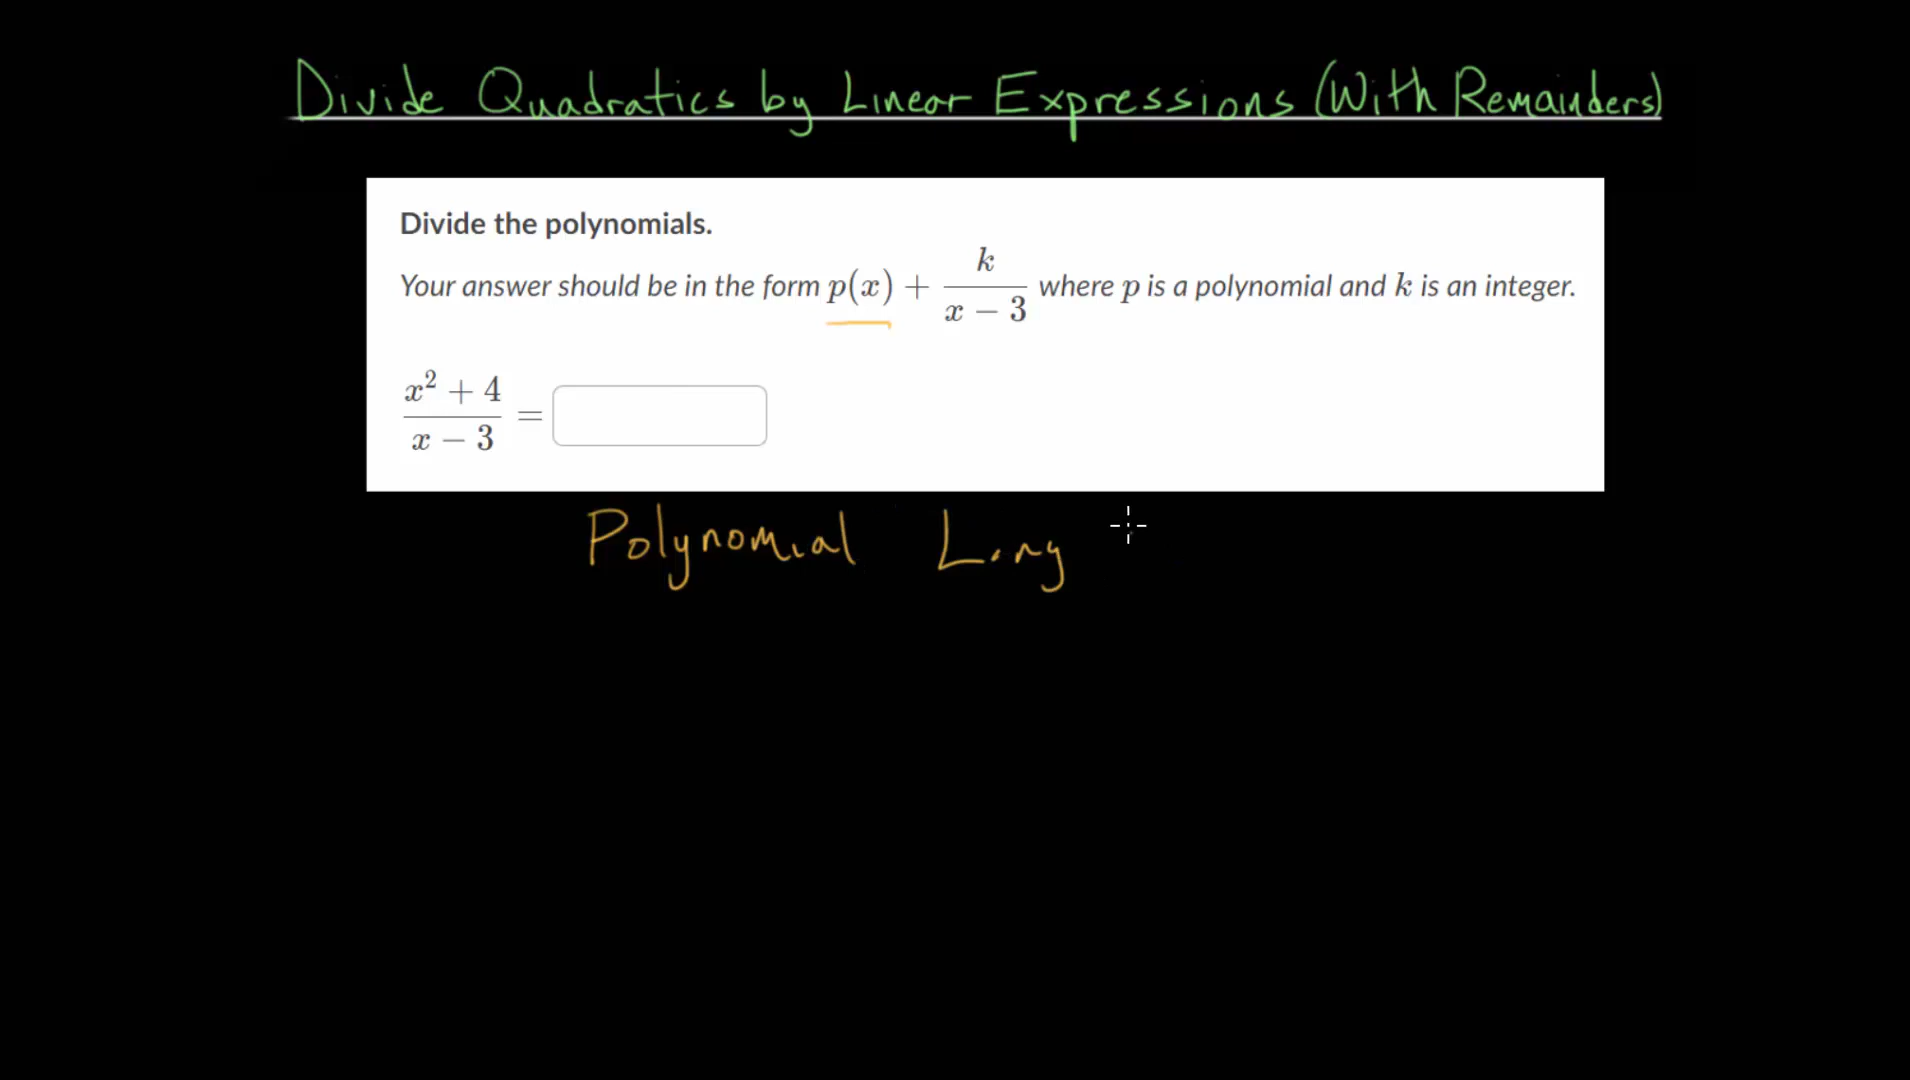 Divide Quadratics by Linear Expressions (With Remainders)
Divide the polynomials.
Your answer should be in the form p(x) + k/(x − 3) where p is a polynomial and k is an integer.
(x² + 4)/(x − 3) =
Polynomial Long